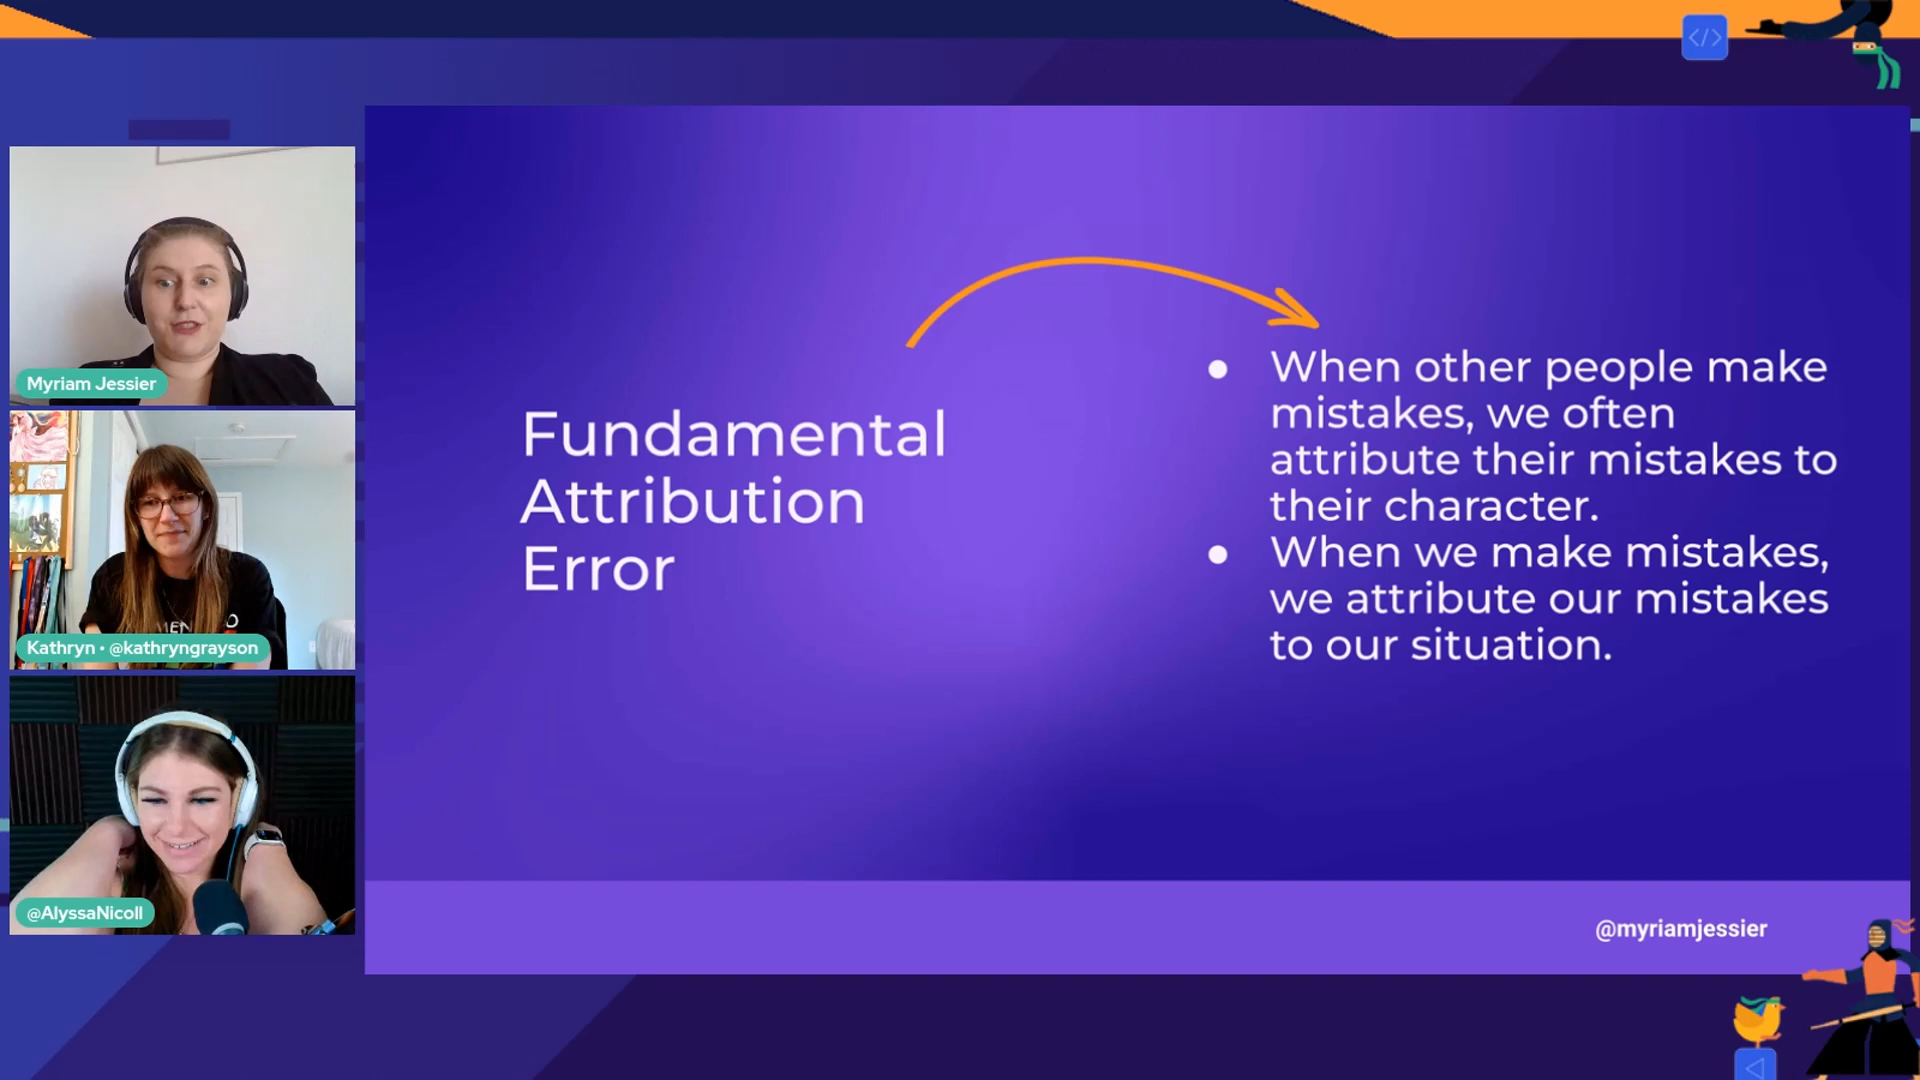 Myriam Jessier
Kathryn • @kathryngrayson
@AlyssaNicoll
Fundamental
Attribution
Error
● When other people make
mistakes, we often
attribute their mistakes to
their character.
● When we make mistakes,
we attribute our mistakes
to our situation.
@myriamjessier